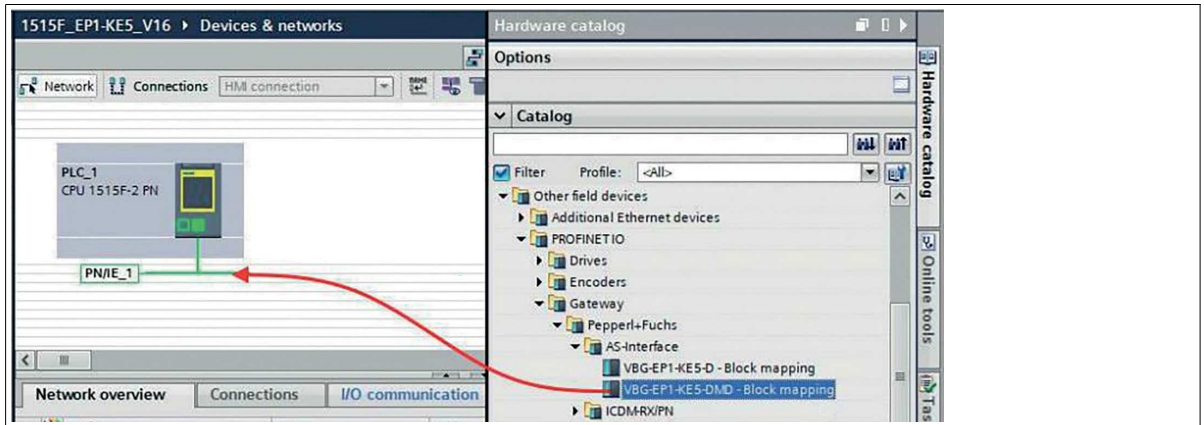 1515F_EP1-KE5_V16 Devices & networks
Network Connections HMI connection
PLC_1
CPU 1515F-2 PN
PN/IE_1
Network overview Connections I/O communication
Hardware catalog
Options
Catalog
Filter Profile: <All>
Other field devices
Additional Ethernet devices
PROFINET IO
Drives
Encoders
Gateway
Pepperl+Fuchs
AS-Interface
VBG-EP1-KE5-D - Block mapping
VBG-EP1-KE5-DMD - Block mapping
ICDM-RX/PN
Hardware catalog
Online tools